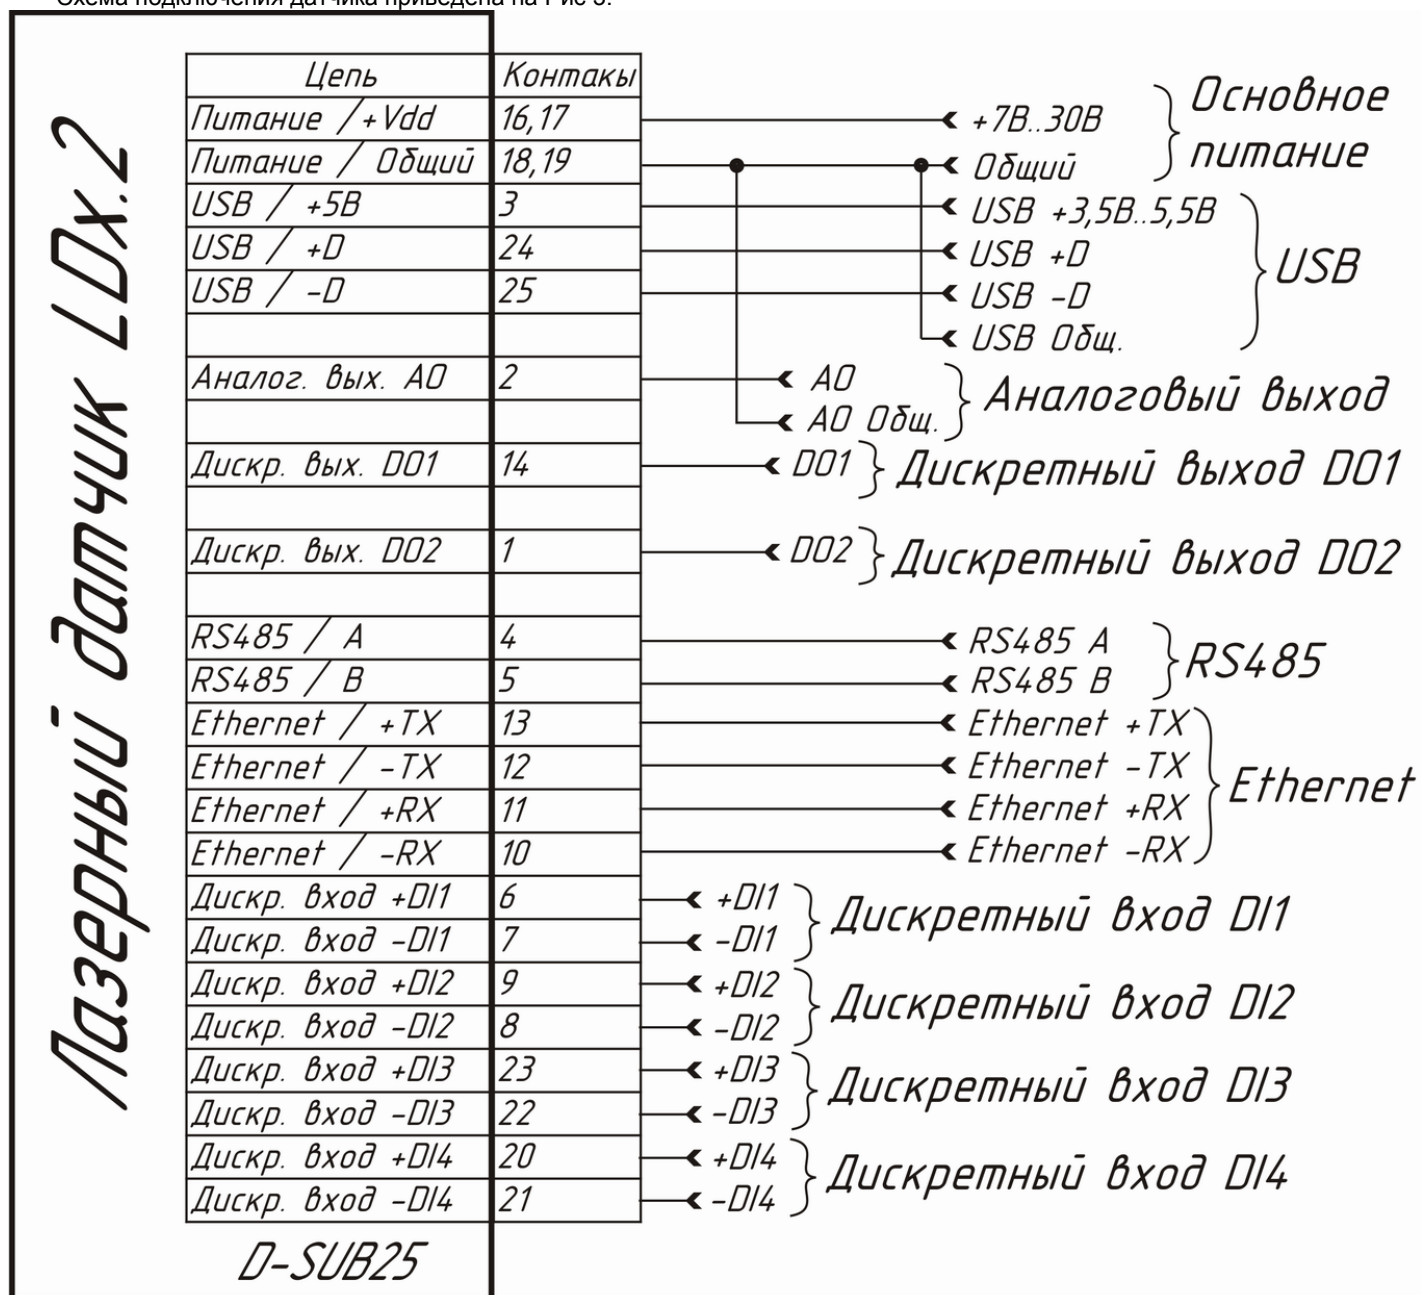 Схема подключения датчика приведена на Рис 5.
Лазерный датчик LDx.2
Цепь Контакы
Питание /+Vdd 16,17 +7В..30В
Основное питание
Питание / Общий 18,19 Общий
USB / +5В 3 USB +3,5В..5,5В
USB / +D 24 USB +D
USB
USB / -D 25 USB -D
USB Общ.
Аналог. вых. АО 2 АО
Аналоговый выход
АО Общ.
Дискр. вых. DO1 14 DO1 Дискретный выход DO1
Дискр. вых. DO2 1 DO2 Дискретный выход DO2
RS485 / A 4 RS485 A
RS485
RS485 / B 5 RS485 B
Ethernet / +TX 13 Ethernet +TX
Ethernet / -TX 12 Ethernet -TX
Ethernet
Ethernet / +RX 11 Ethernet +RX
Ethernet / -RX 10 Ethernet -RX
Дискр. вход +DI1 6 +DI1
Дискретный вход DI1
Дискр. вход -DI1 7 -DI1
Дискр. вход +DI2 9 +DI2
Дискретный вход DI2
Дискр. вход -DI2 8 -DI2
Дискр. вход +DI3 23 +DI3
Дискретный вход DI3
Дискр. вход -DI3 22 -DI3
Дискр. вход +DI4 20 +DI4
Дискретный вход DI4
Дискр. вход -DI4 21 -DI4
D-SUB25